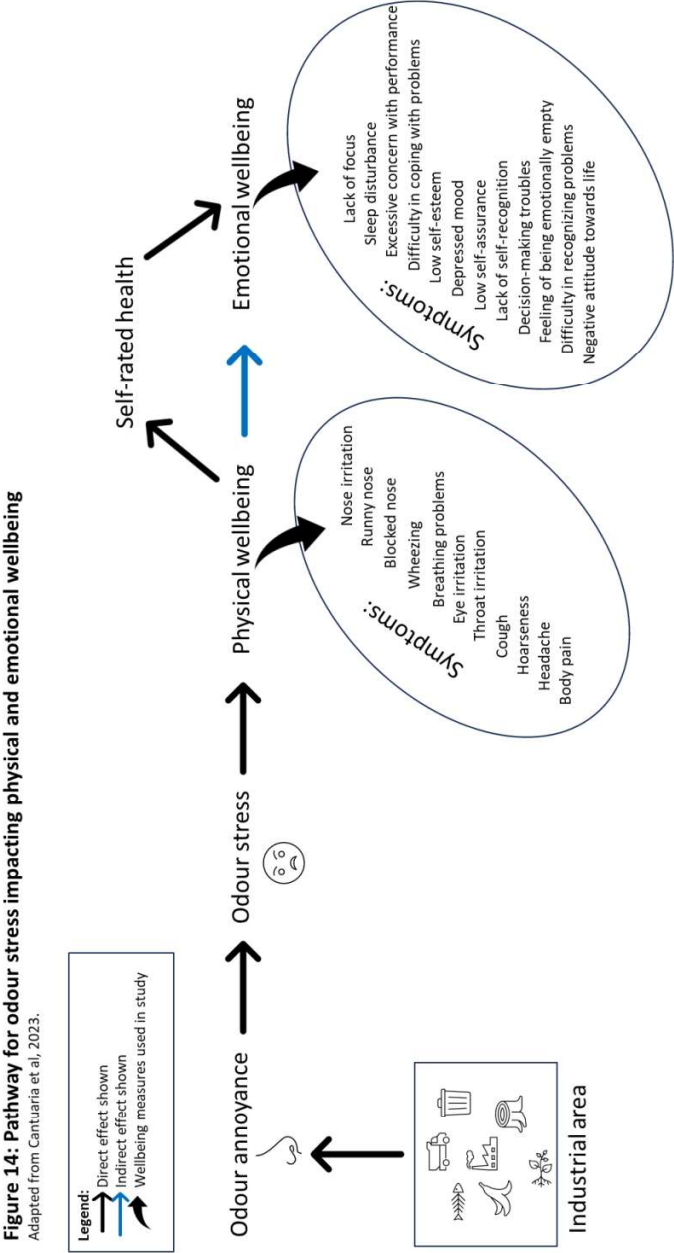 Figure 14: Pathway for odour stress impacting physical and emotional wellbeing
Adapted from Cantuaria et al, 2023.
Legend:
Direct effect shown
Indirect effect shown
Wellbeing measures used in study
Industrial area
Odour annoyance
Odour stress
Physical wellbeing
Self-rated health
Emotional wellbeing
Symptoms:
Nose irritation
Runny nose
Blocked nose
Wheezing
Breathing problems
Eye irritation
Throat irritation
Cough
Hoarseness
Headache
Body pain
Symptoms:
Lack of focus
Sleep disturbance
Excessive concern with performance
Difficulty in coping with problems
Low self-esteem
Depressed mood
Low self-assurance
Lack of self-recognition
Decision-making troubles
Feeling of being emotionally empty
Difficulty in recognizing problems
Negative attitude towards life